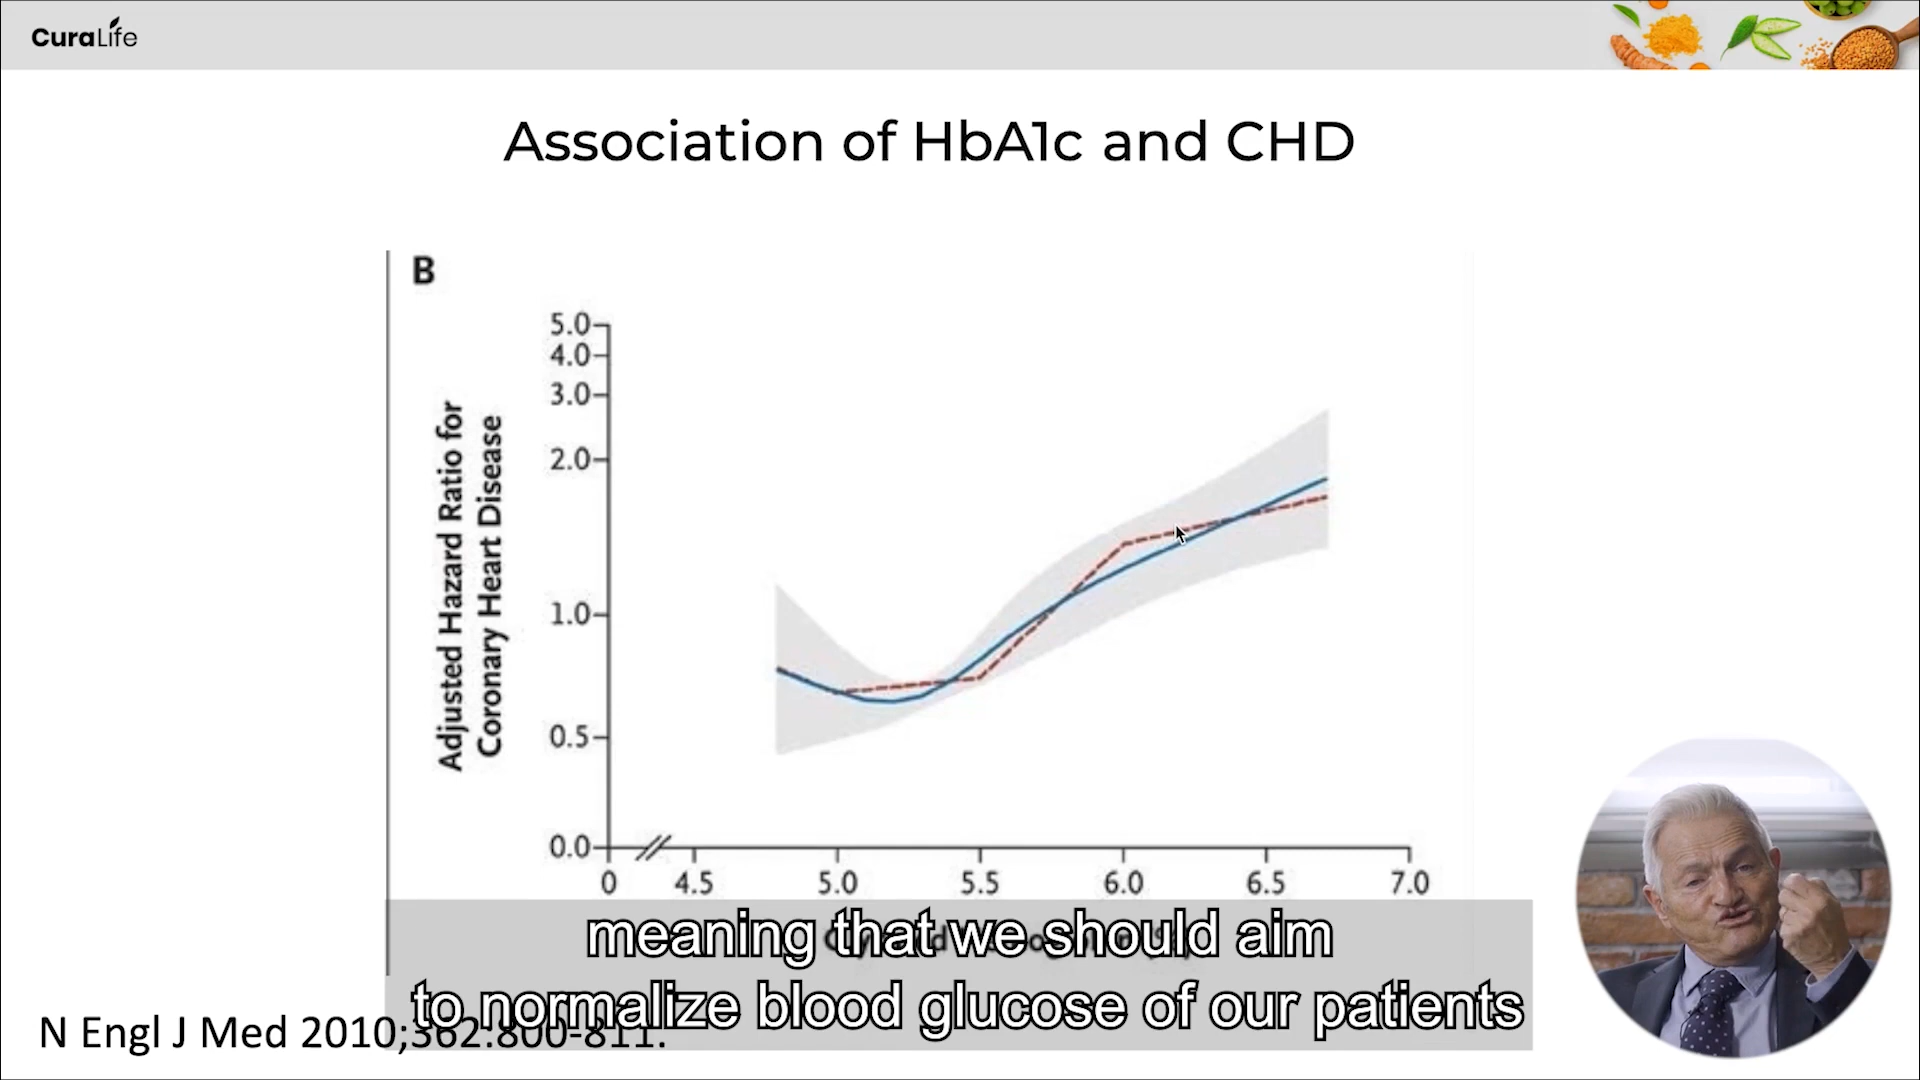 CuraLife
Association of HbA1c and CHD
B
Adjusted Hazard Ratio for
Coronary Heart Disease
5.0
4.0
3.0
2.0
1.0
0.5
0.0
0 4.5 5.0 5.5 6.0 6.5 7.0
meaning that we should aim
to normalize blood glucose of our patients
N Engl J Med 2010;362:800-811.